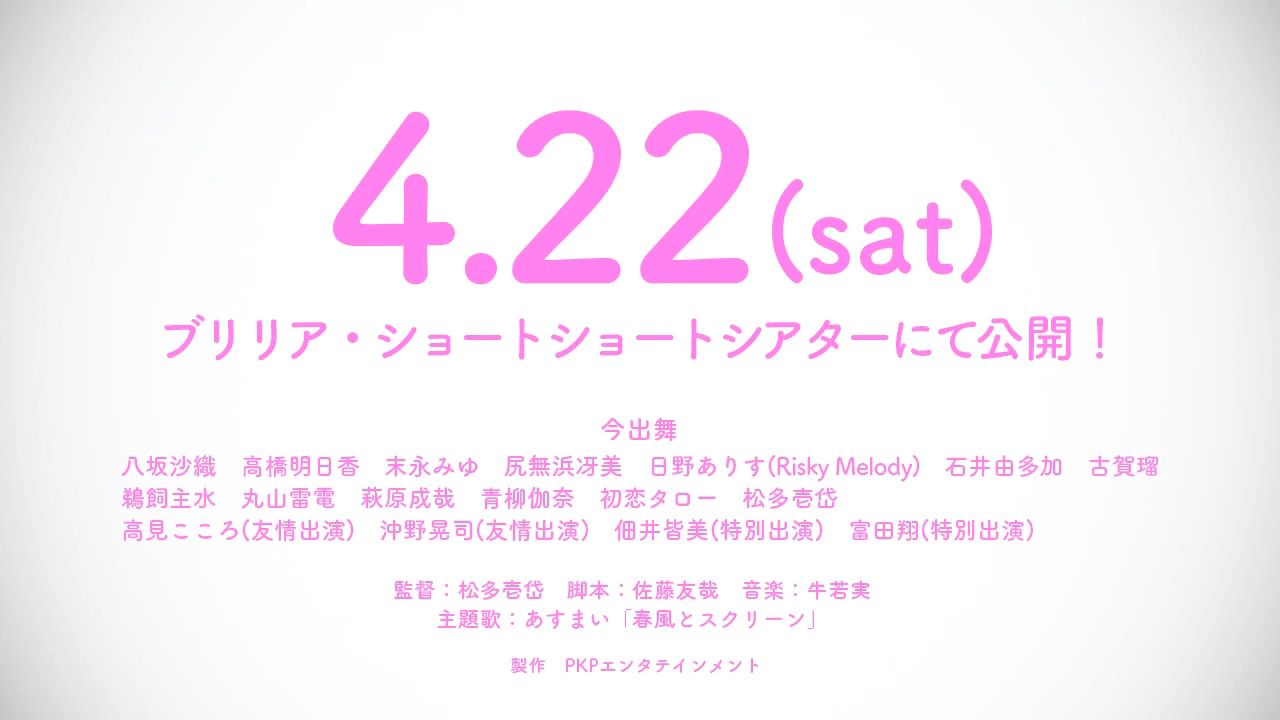 4.22(sat)
ブリリア・ショートショートシアターにて公開！
今出舞
八坂沙織　高橋明日香　末永みゆ　尻無浜冴美　日野ありす(Risky Melody)　石井由多加　古賀瑠
鵜飼主水　丸山雷電　萩原成哉　青柳伽奈　初恋タロー　松多壱岱
高見こころ(友情出演)　沖野晃司(友情出演)　佃井皆美(特別出演)　富田翔(特別出演)
監督：松多壱岱　脚本：佐藤友哉　音楽：牛若実
主題歌：あすまい「春風とスクリーン」
製作　PKPエンタテインメント